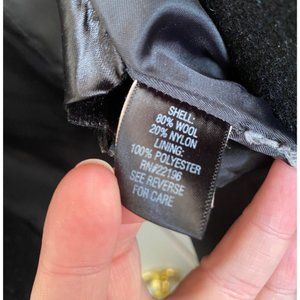 SHELL:
80% WOOL
20% NYLON
LINING:
100% POLYESTER
RN#22196
SEE REVERSE
FOR CARE